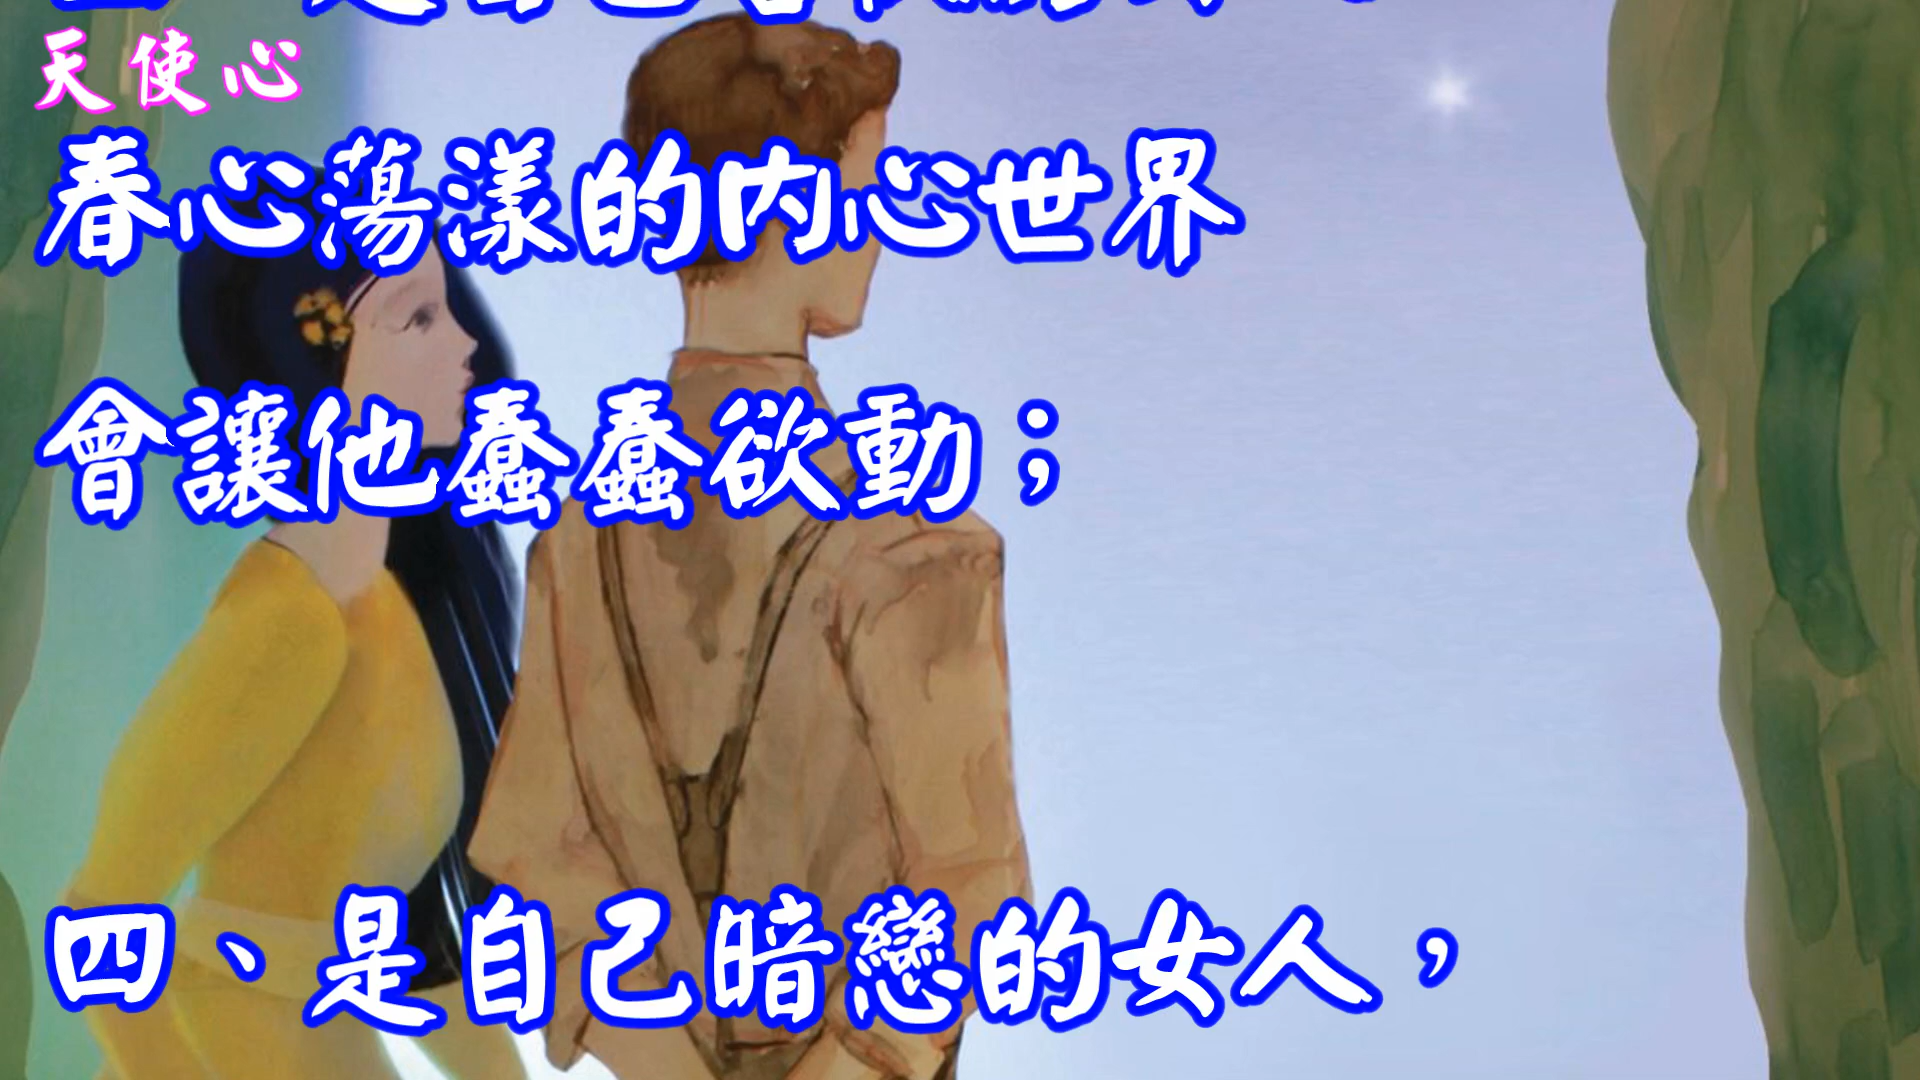 天使心
春心蕩漾的內心世界
會讓他蠢蠢欲動；
四、是自己暗戀的女人，